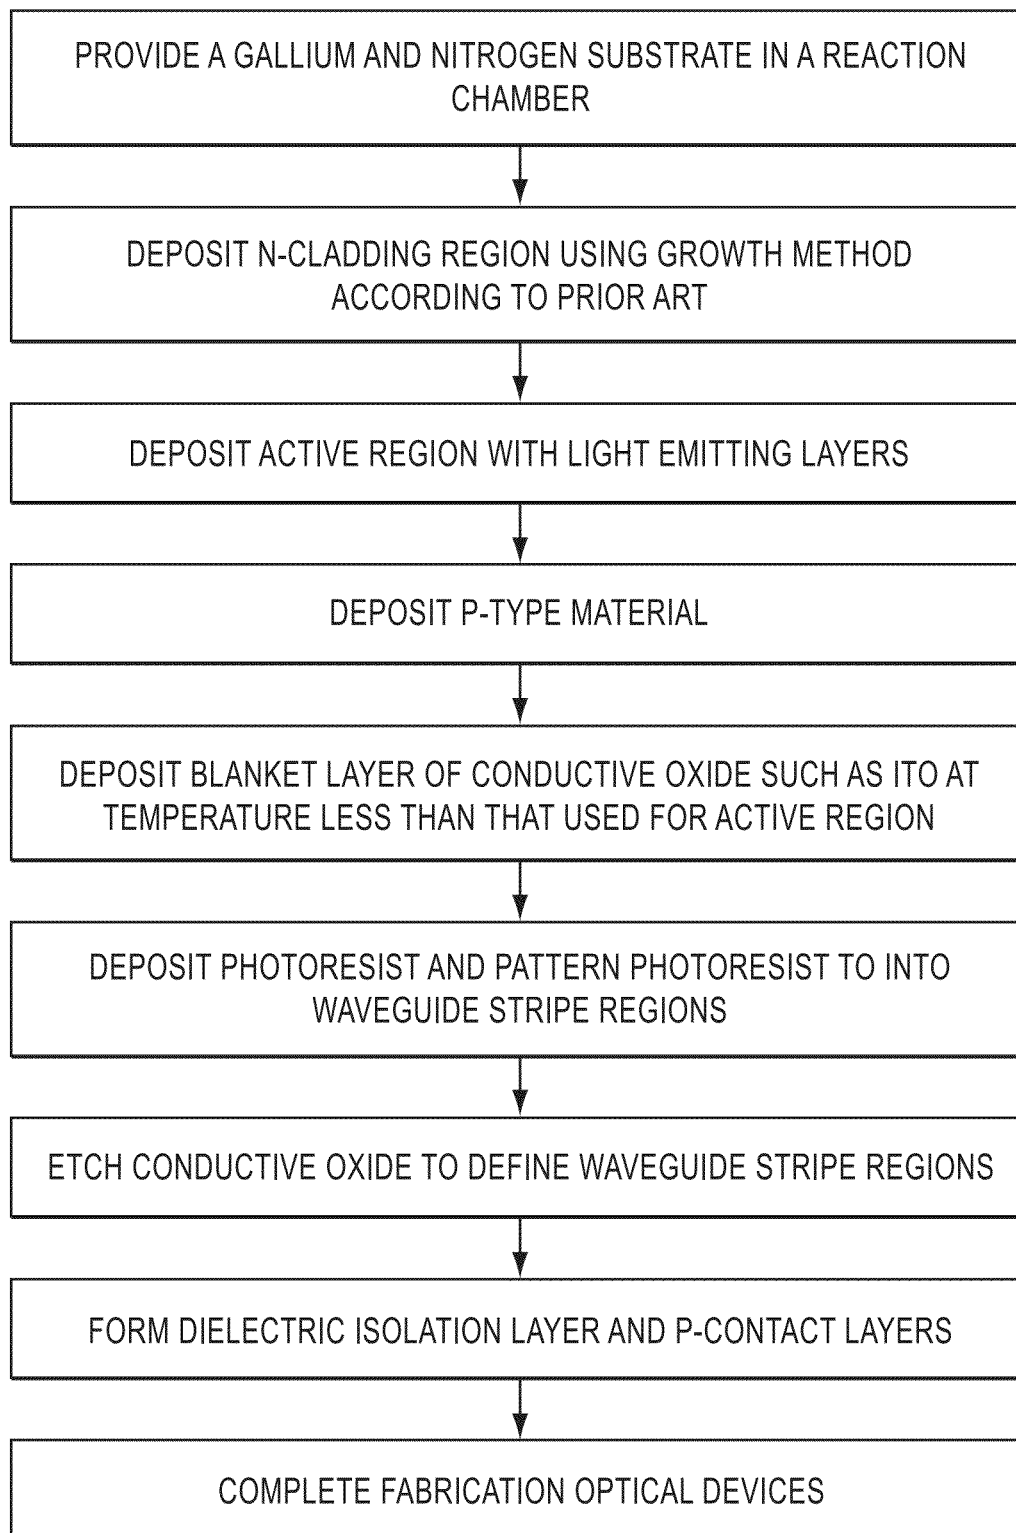 PROVIDE A GALLIUM AND NITROGEN SUBSTRATE IN A REACTION
CHAMBER
DEPOSIT N-CLADDING REGION USING GROWTH METHOD
ACCORDING TO PRIOR ART
DEPOSIT ACTIVE REGION WITH LIGHT EMITTING LAYERS
DEPOSIT P-TYPE MATERIAL
DEPOSIT BLANKET LAYER OF CONDUCTIVE OXIDE SUCH AS ITO AT
TEMPERATURE LESS THAN THAT USED FOR ACTIVE REGION
DEPOSIT PHOTORESIST AND PATTERN PHOTORESIST TO INTO
WAVEGUIDE STRIPE REGIONS
ETCH CONDUCTIVE OXIDE TO DEFINE WAVEGUIDE STRIPE REGIONS
FORM DIELECTRIC ISOLATION LAYER AND P-CONTACT LAYERS
COMPLETE FABRICATION OPTICAL DEVICES